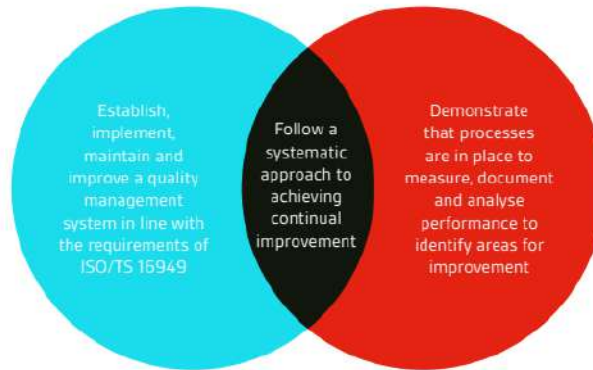 Establish,
implement,
maintain and
improve a quality
management
system in line with
the requirements of
ISO/TS 16949
Follow a
systematic
approach to
achieving
continual
improvement
Demonstrate
that processes
are in place to
measure, document
and analyse
performance to
identify areas for
improvement